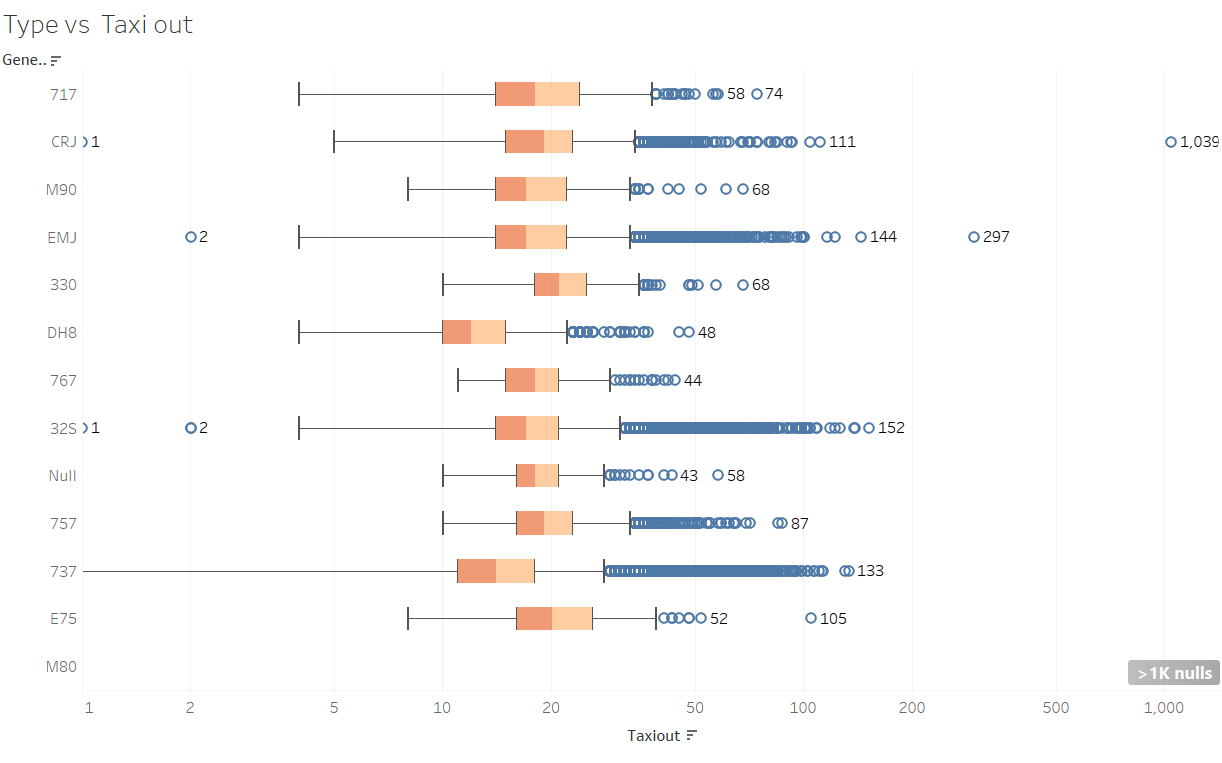 Type vs Taxi out
Gene..
717 58 74
CRJ 1 111 1,039
M90 68
EMJ 2 144 297
330 68
DH8 48
767 44
32S 1 2 152
Null 43 58
757 87
737 133
E75 52 105
M80
>1K nulls
1 2 5 10 20 50 100 200 500 1,000
Taxiout